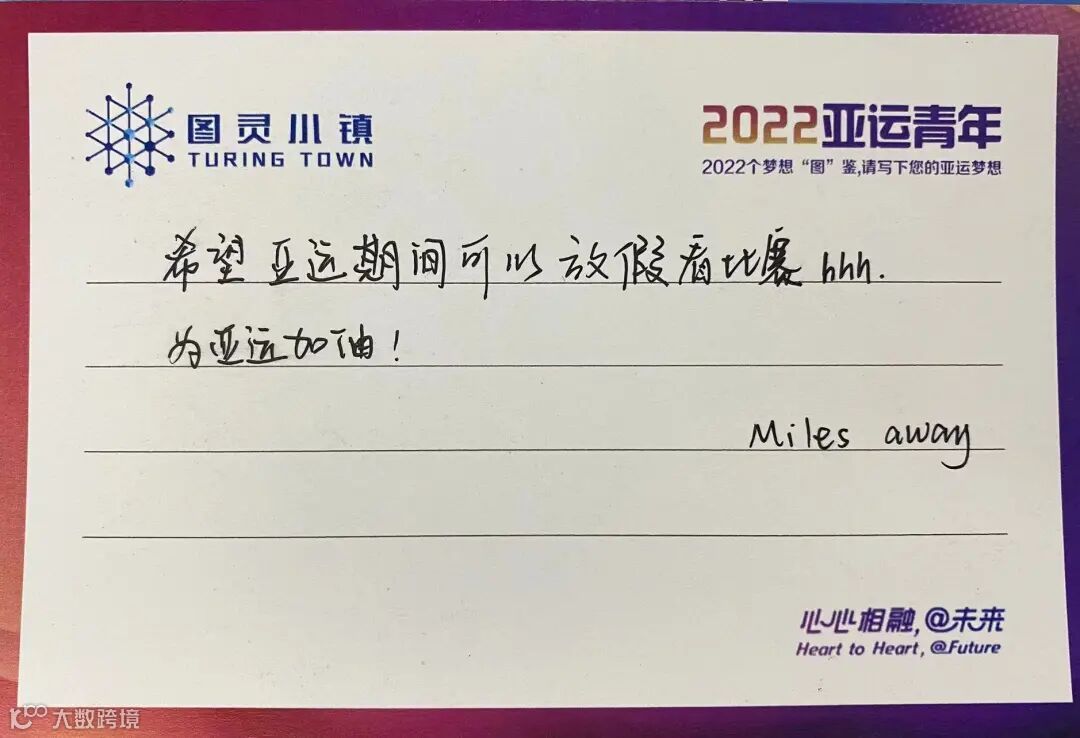 图灵小镇
TURING TOWN
2022亚运青年
2022个梦想“图”鉴,请写下您的亚运梦想
希望亚运期间可以放假看比赛hhh.
为亚运加油!
Miles away
心心相融,@未来
Heart to Heart, @Future
大数跨境